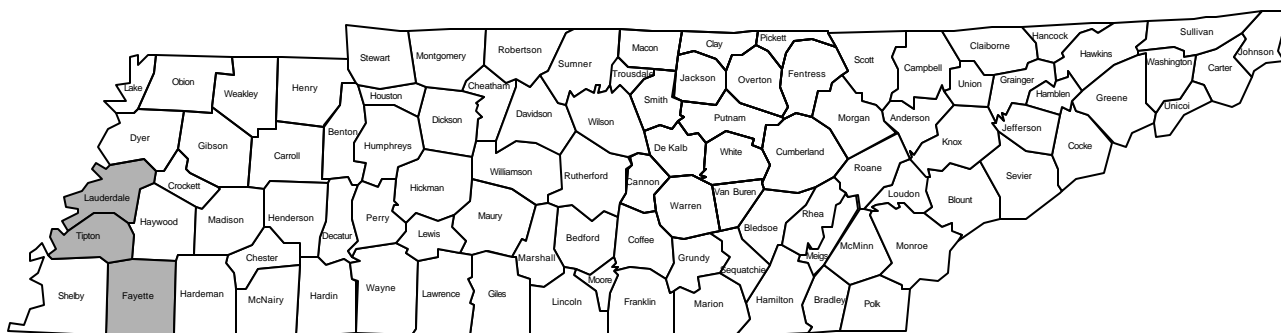 Stewart
Montgomery
Robertson
Sumner
Macon
Clay
Pickett
Scott
Campbell
Claiborne
Hancock
Hawkins
Sullivan
Johnson
Lake
Obion
Weakley
Henry
Houston
Cheatham
Trousdale
Jackson
Overton
Fentress
Union
Grainger
Hamblen
Washington
Carter
Greene
Unicoi
Dyer
Gibson
Carroll
Benton
Humphreys
Dickson
Davidson
Wilson
Smith
Putnam
Morgan
Anderson
Knox
Jefferson
Cocke
De Kalb
White
Cumberland
Roane
Sevier
Lauderdale
Crockett
Hickman
Williamson
Rutherford
Cannon
Van Buren
Loudon
Blount
Tipton
Haywood
Madison
Henderson
Decatur
Perry
Lewis
Maury
Marshall
Bedford
Coffee
Warren
Bledsoe
Rhea
Meigs
McMinn
Monroe
Chester
Moore
Grundy
Sequatchie
Shelby
Fayette
Hardeman
McNairy
Hardin
Wayne
Lawrence
Giles
Lincoln
Franklin
Marion
Hamilton
Bradley
Polk